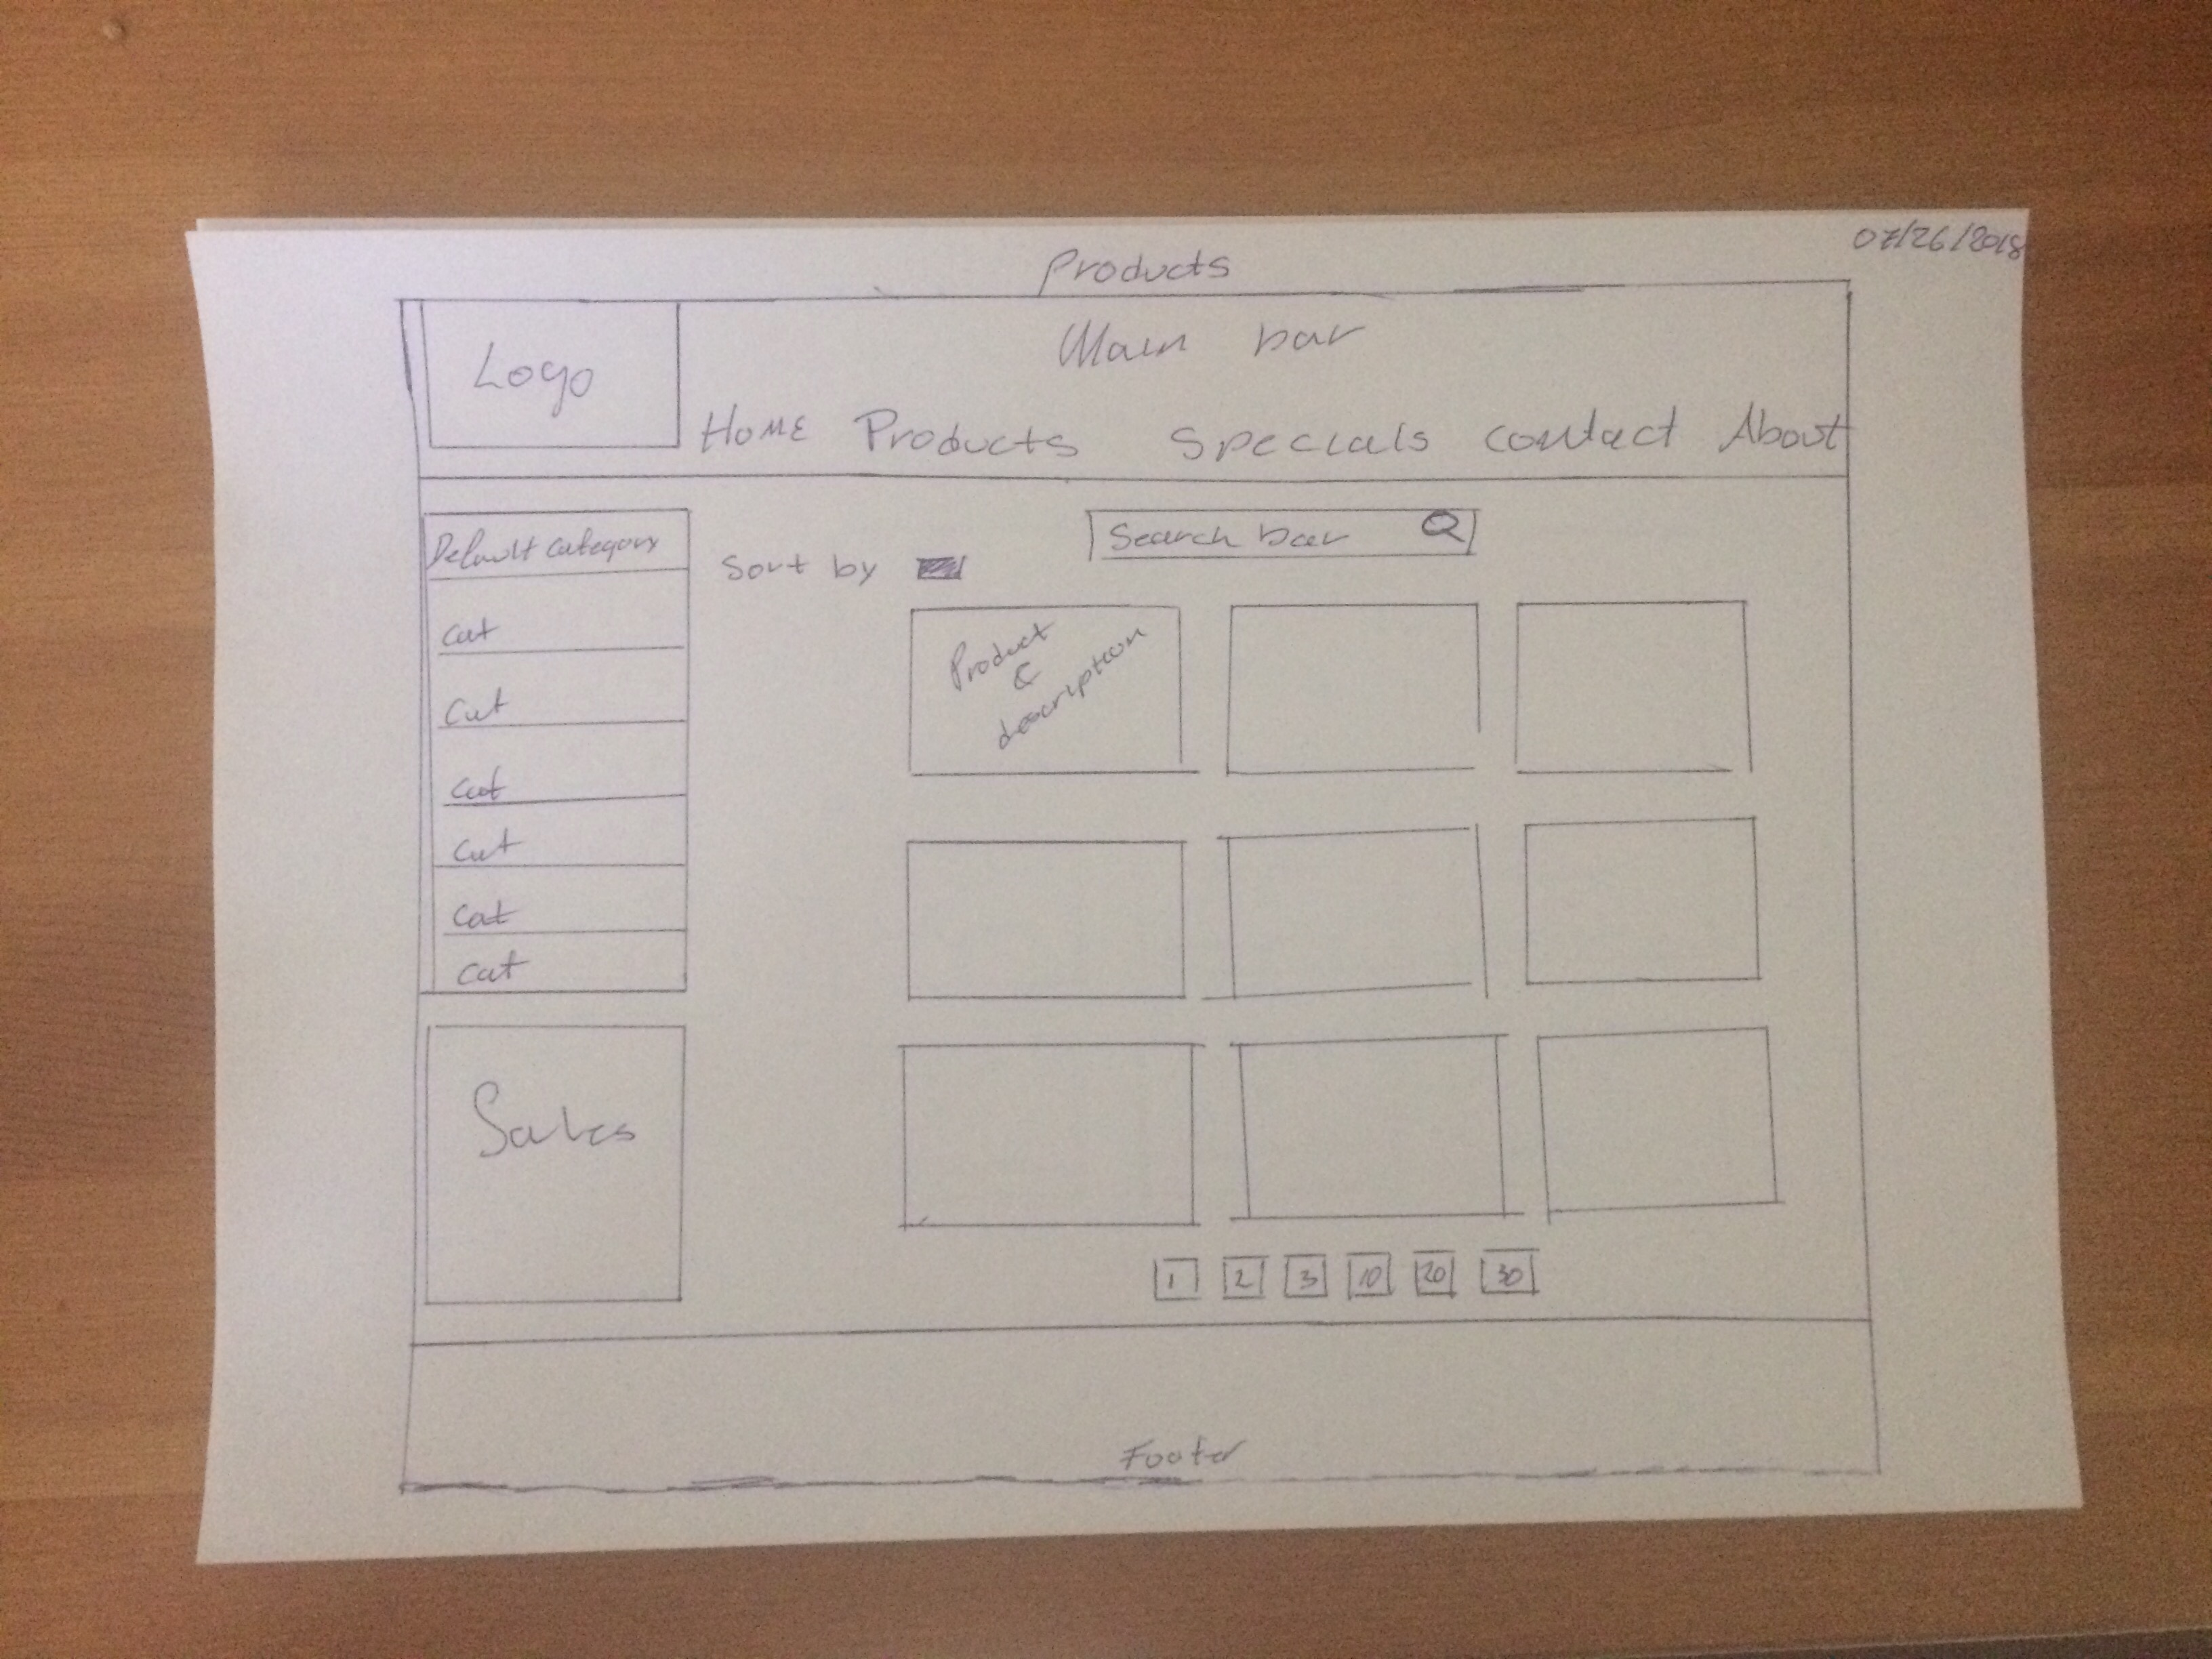 07/26/2018
Products
Main bar
Logo
Home Products Specials contact About
Default category
cat
cat
cat
cat
cat
cat
Sales
Sort by
Search bar
Product
&
description
1 2 3 10 20 30
Footer